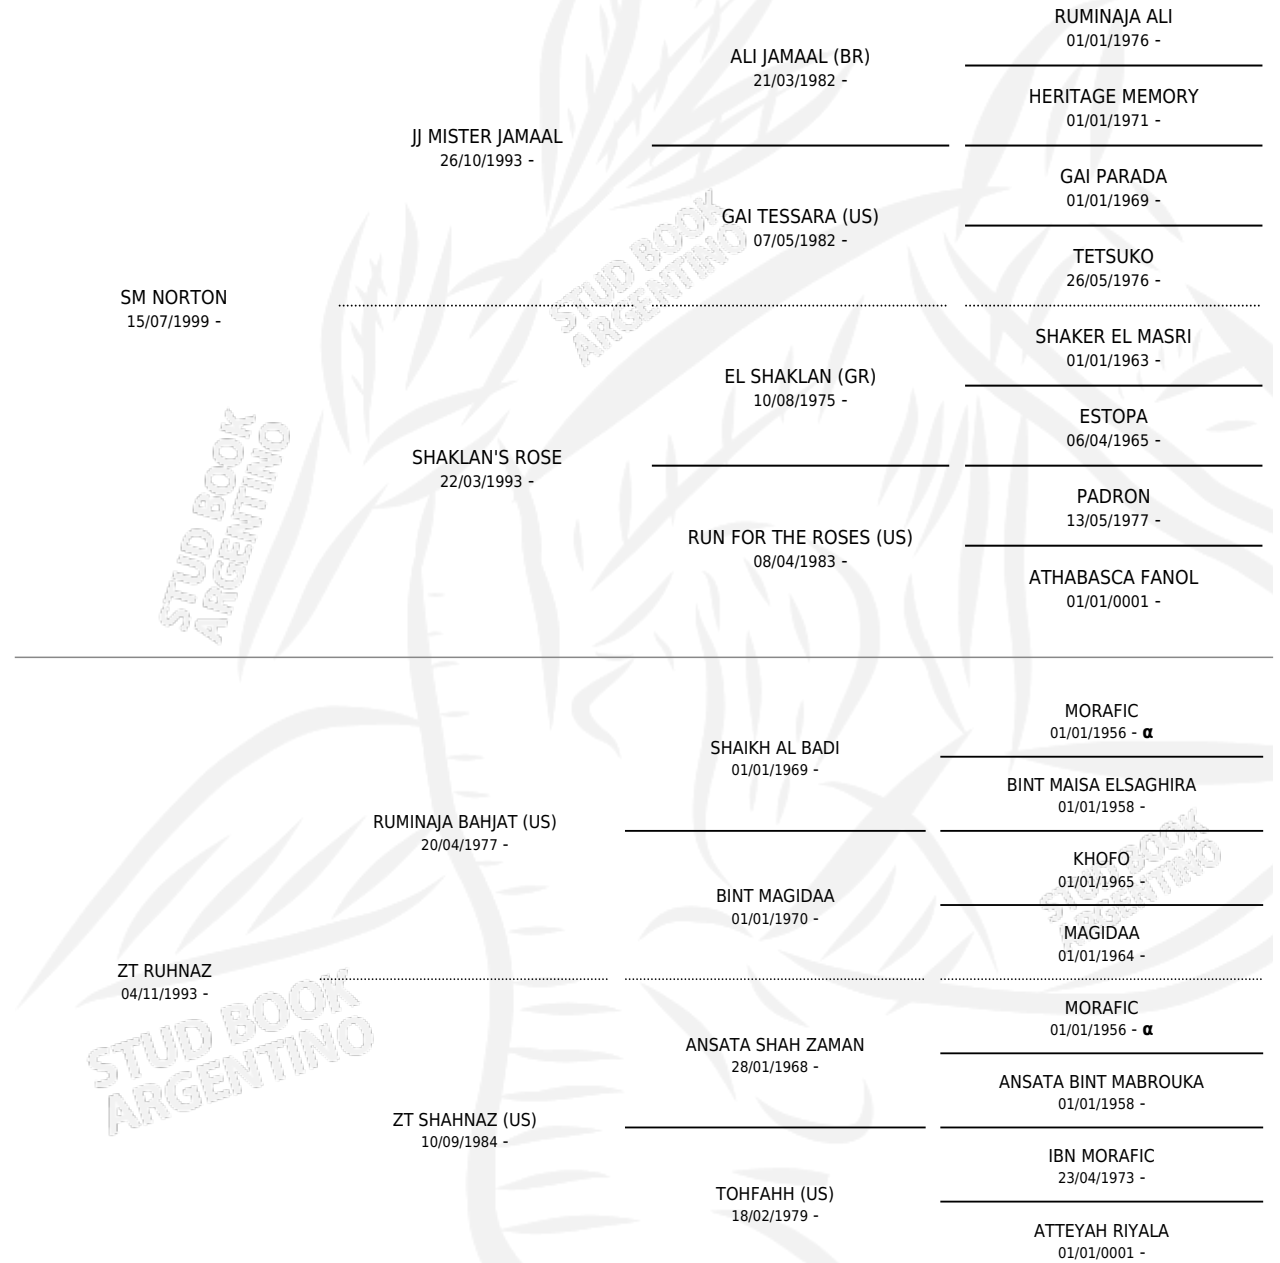 RUMINAJA ALI
01/01/1976 -
ALI JAMAAL (BR)
21/03/1982 -
HERITAGE MEMORY
01/01/1971 -
JJ MISTER JAMAAL
26/10/1993 -
GAI PARADA
01/01/1969 -
GAI TESSARA (US)
07/05/1982 -
TETSUKO
26/05/1976 -
SM NORTON
15/07/1999 -
SHAKER EL MASRI
01/01/1963 -
EL SHAKLAN (GR)
10/08/1975 -
ESTOPA
06/04/1965 -
SHAKLAN'S ROSE
22/03/1993 -
PADRON
13/05/1977 -
RUN FOR THE ROSES (US)
08/04/1983 -
ATHABASCA FANOL
01/01/0001 -
MORAFIC
01/01/1956 - α
SHAIKH AL BADI
01/01/1969 -
BINT MAISA ELSAGHIRA
01/01/1958 -
RUMINAJA BAHJAT (US)
20/04/1977 -
KHOFO
01/01/1965 -
BINT MAGIDAA
01/01/1970 -
MAGIDAA
01/01/1964 -
ZT RUHNAZ
04/11/1993 -
MORAFIC
01/01/1956 - α
ANSATA SHAH ZAMAN
28/01/1968 -
ANSATA BINT MABROUKA
01/01/1958 -
ZT SHAHNAZ (US)
10/09/1984 -
IBN MORAFIC
23/04/1973 -
TOHFAHH (US)
18/02/1979 -
ATTEYAH RIYALA
01/01/0001 -
STUD BOOK
ARGENTINO
STUD BOOK
ARGENTINO
STUD BOOK
ARGENTINO
STUD BOOK
ARGENTINO